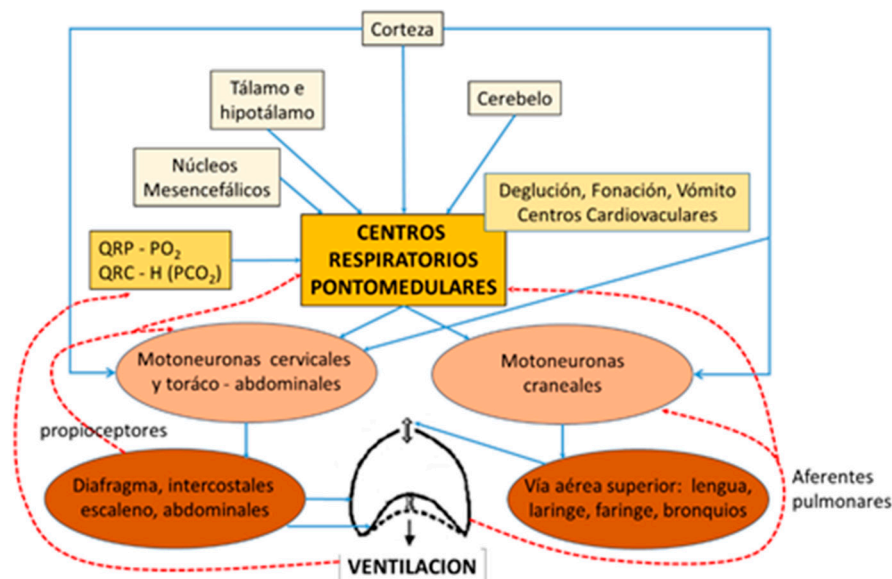 Corteza
Tálamo e
hipotálamo
Cerebelo
Núcleos
Mesencefálicos
Deglución, Fonación, Vómito
Centros Cardiovaculares
QRP - PO₂
QRC - H (PCO₂)
CENTROS
RESPIRATORIOS
PONTOMEDULARES
Motoneuronas cervicales
y toráco - abdominales
Motoneuronas
craneales
propioceptores
Diafragma, intercostales
escaleno, abdominales
Vía aérea superior: lengua,
laringe, faringe, bronquios
Aferentes
pulmonares
VENTILACION